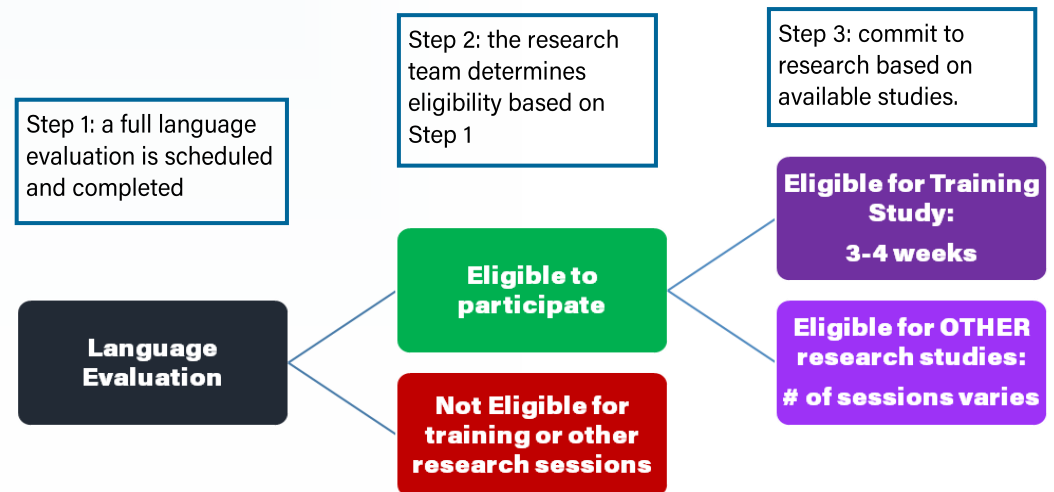 Step 1: a full language
evaluation is scheduled
and completed
Step 2: the research
team determines
eligibility based on
Step 1
Step 3: commit to
research based on
available studies.
Language
Evaluation
Eligible to
participate
Not Eligible for
training or other
research sessions
Eligible for Training
Study:
3-4 weeks
Eligible for OTHER
research studies:
# of sessions varies